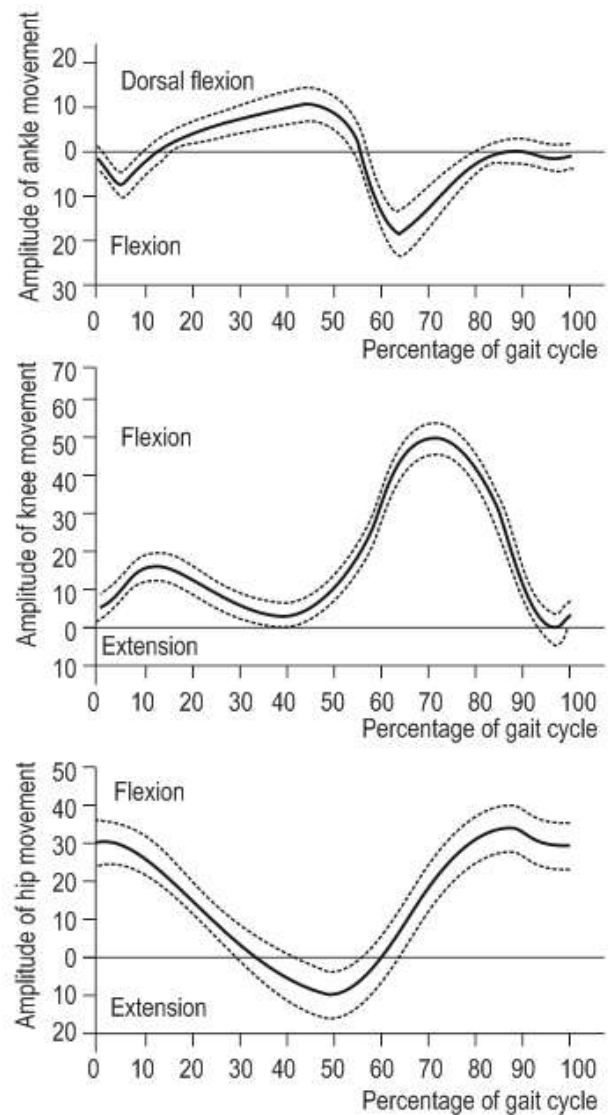 Amplitude of ankle movement
20
Dorsal flexion
10
0
10
Flexion
20
30
0 10 20 30 40 50 60 70 80 90 100
Percentage of gait cycle
Amplitude of knee movement
70
60
Flexion
50
40
30
20
10
0
Extension
10
0 10 20 30 40 50 60 70 80 90 100
Percentage of gait cycle
Amplitude of hip movement
50
Flexion
40
30
20
10
0
10
Extension
20
0 10 20 30 40 50 60 70 80 90 100
Percentage of gait cycle